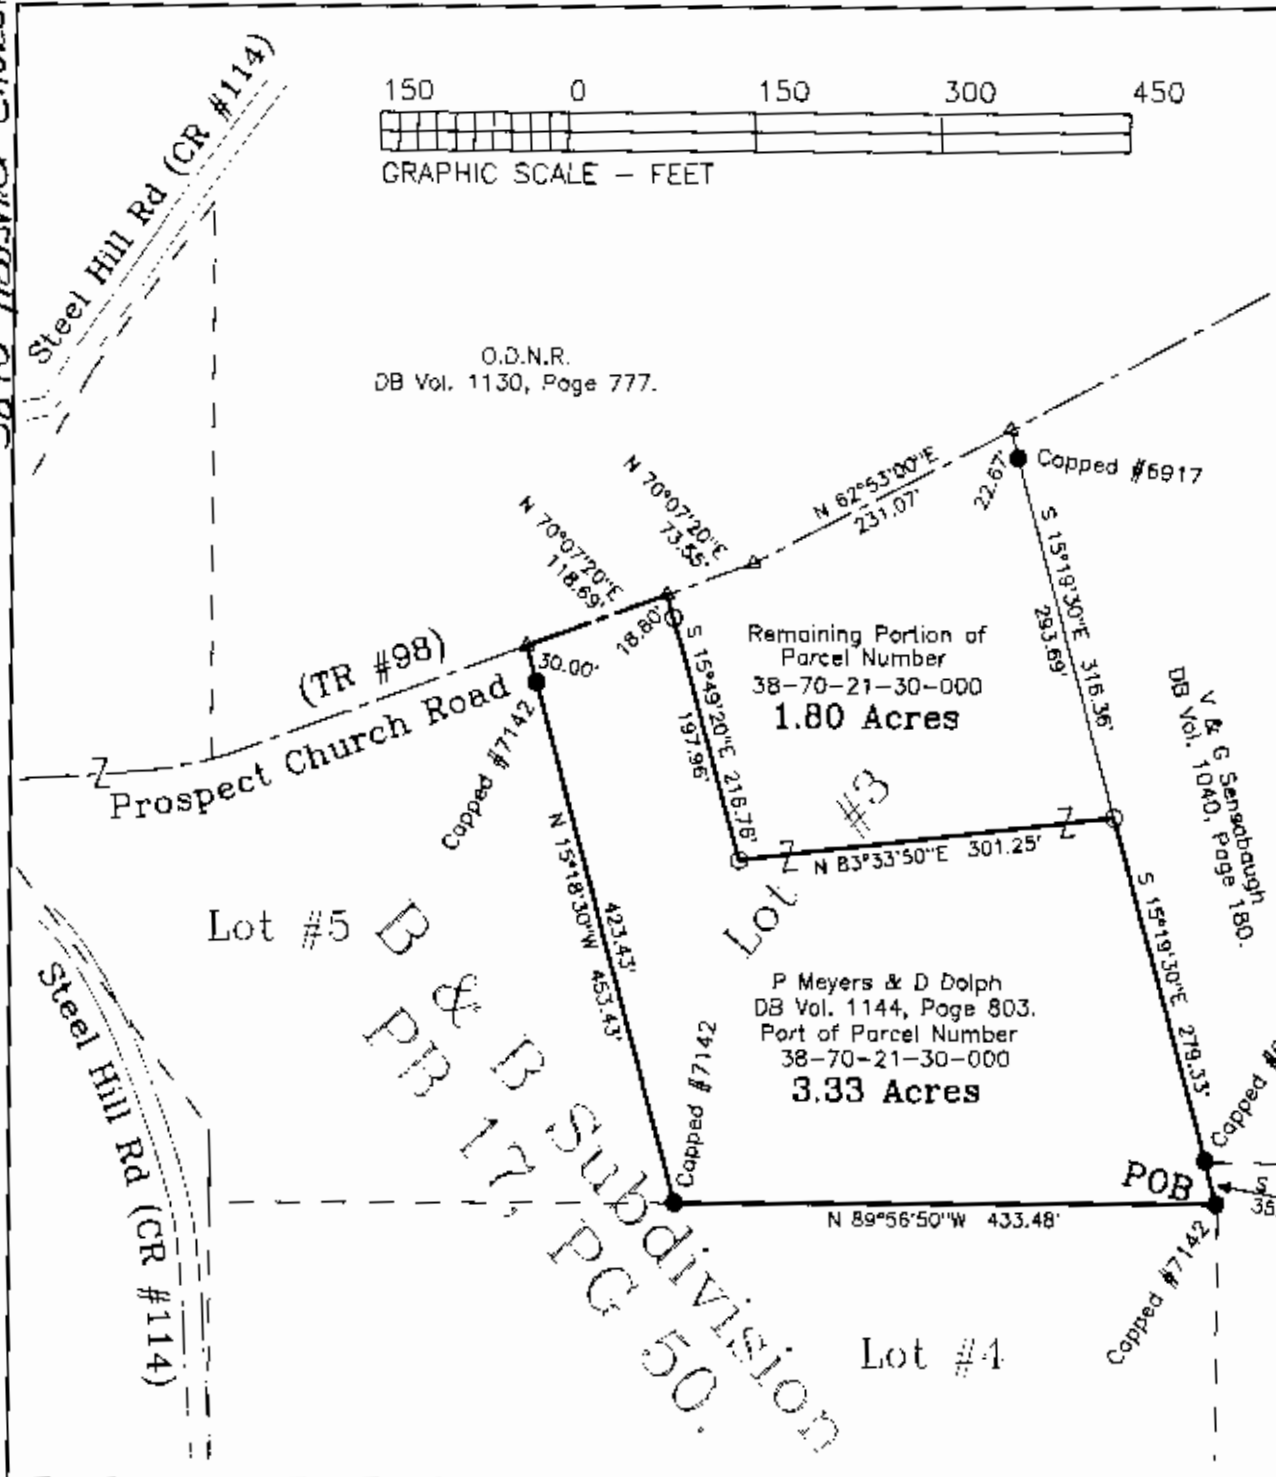 150 0 150 300 450
GRAPHIC SCALE - FEET
Steel Hill Rd (CR #114)
O.D.N.R.
DB Vol. 1130, Page 777.
N 70°07'20"E
118.69'
N 70°07'20"E
73.55'
N 62°53'00"E
231.07'
22.67'
Capped #6917
S 15°19'30"E 316.36'
293.69'
(TR #98)
Prospect Church Road
30.00'
18.80'
Capped #7142
S 15°49'20"E 216.76'
197.96'
Remaining Portion of
Parcel Number
38-70-21-30-000
1.80 Acres
V & G Sensabaugh
DB Vol. 1040, Page 180.
Lot #3
N 83°33'50"E 301.25'
N 15°18'30"W 453.43'
423.43'
Lot #5
B & B Subdivision
PB 17, PG 50.
P Meyers & D Dolph
DB Vol. 1144, Page 803.
Part of Parcel Number
38-70-21-30-000
3.33 Acres
S 15°19'30"E 279.33'
Capped #7142
Capped
POB
S
35
N 89°56'50"W 433.48'
Capped #7142
Steel Hill Rd (CR #114)
Lot #4